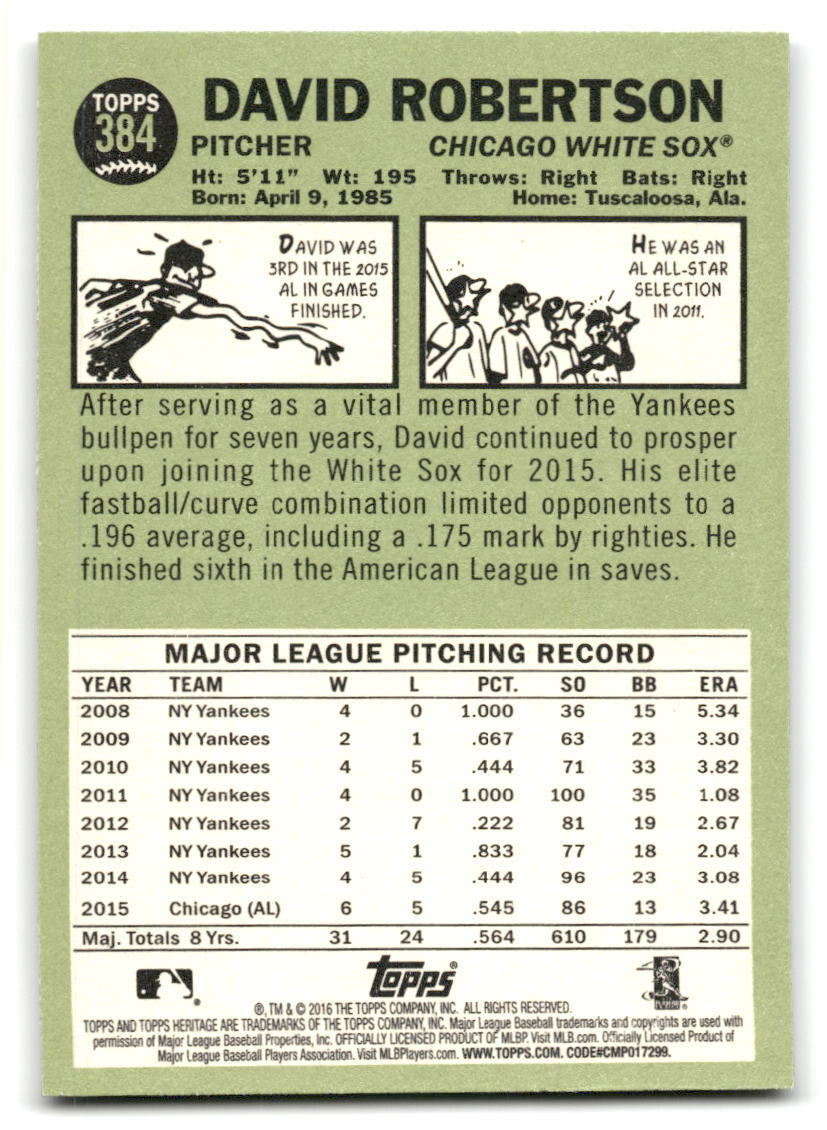 TOPPS
384
DAVID ROBERTSON
PITCHER CHICAGO WHITE SOX®
Ht: 5'11" Wt: 195 Throws: Right Bats: Right
Born: April 9, 1985 Home: Tuscaloosa, Ala.
DAVID WAS
3RD IN THE 2015
AL IN GAMES
FINISHED.
HE WAS AN
AL ALL-STAR
SELECTION
IN 2011.
After serving as a vital member of the Yankees
bullpen for seven years, David continued to prosper
upon joining the White Sox for 2015. His elite
fastball/curve combination limited opponents to a
.196 average, including a .175 mark by righties. He
finished sixth in the American League in saves.
MAJOR LEAGUE PITCHING RECORD
YEAR TEAM W L PCT. SO BB ERA
2008 NY Yankees 4 0 1.000 36 15 5.34
2009 NY Yankees 2 1 .667 63 23 3.30
2010 NY Yankees 4 5 .444 71 33 3.82
2011 NY Yankees 4 0 1.000 100 35 1.08
2012 NY Yankees 2 7 .222 81 19 2.67
2013 NY Yankees 5 1 .833 77 18 2.04
2014 NY Yankees 4 5 .444 96 23 3.08
2015 Chicago (AL) 6 5 .545 86 13 3.41
Maj. Totals 8 Yrs. 31 24 .564 610 179 2.90
Topps®
®, TM & © 2016 THE TOPPS COMPANY, INC. ALL RIGHTS RESERVED.
TOPPS AND TOPPS HERITAGE ARE TRADEMARKS OF THE TOPPS COMPANY, INC. Major League Baseball trademarks and copyrights are used with
permission of Major League Baseball Properties, Inc. OFFICIALLY LICENSED PRODUCT OF MLBP. Visit MLB.com. Officially Licensed Product of
Major League Baseball Players Association. Visit MLBPlayers.com. WWW.TOPPS.COM. CODE#CMP017299.